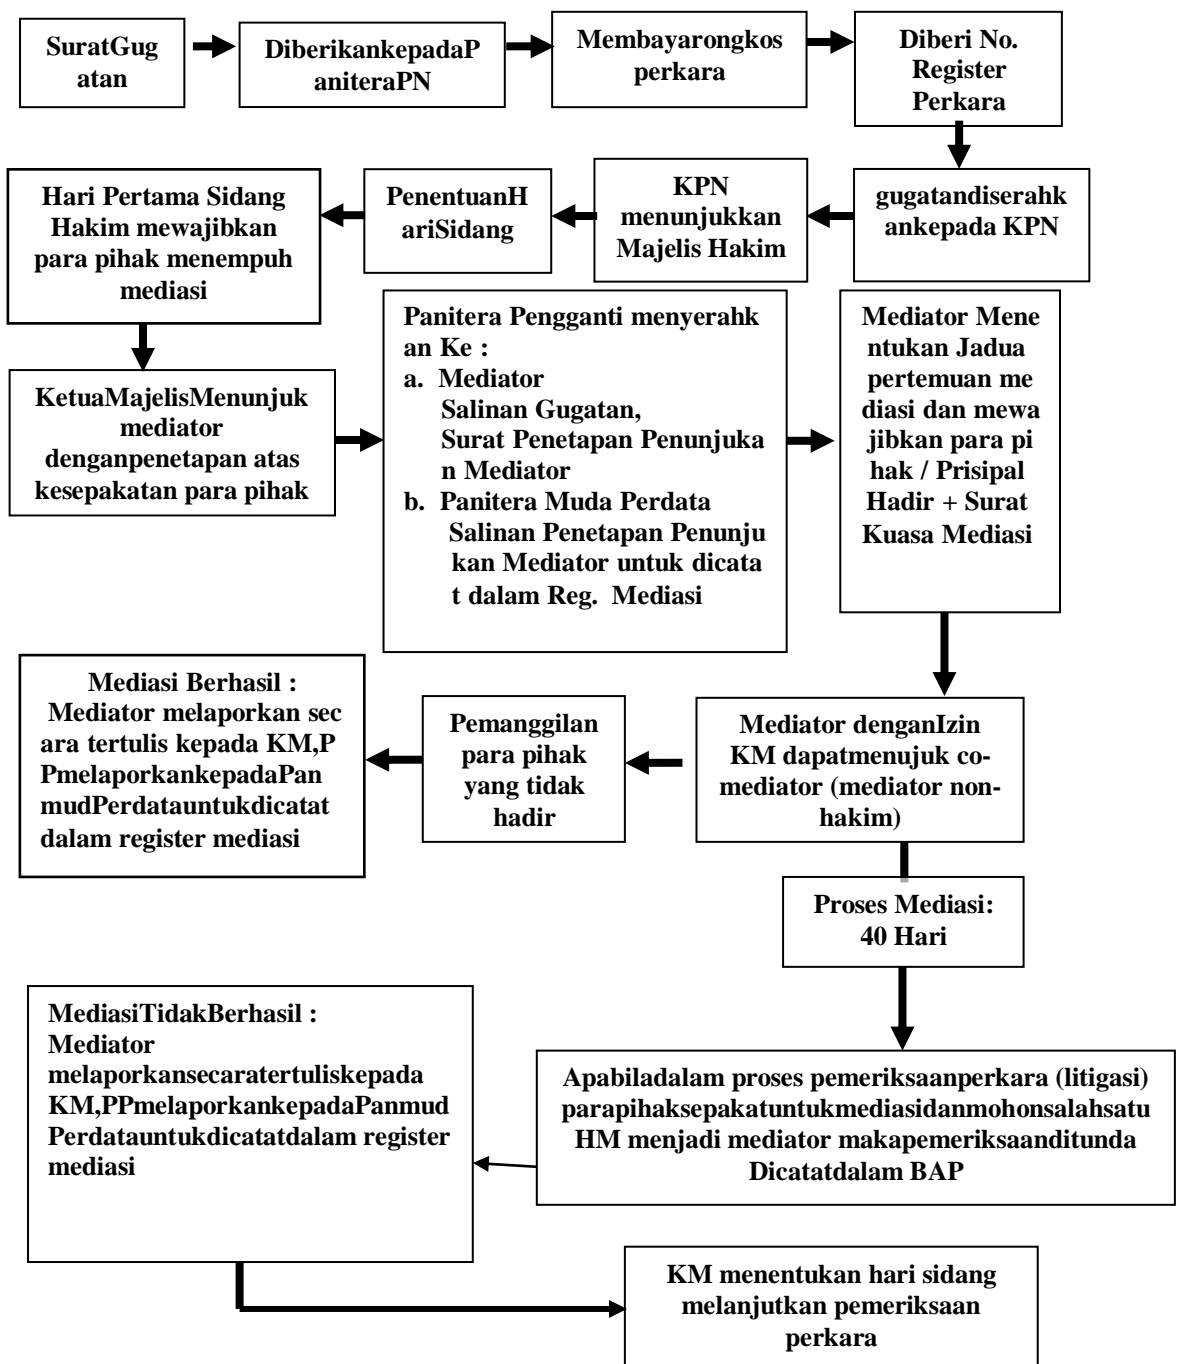 SuratGug
atan
DiberikankepadaP
aniteraPN
Membayarongkos
perkara
Diberi No.
Register
Perkara
gugatandiserahk
ankepada KPN
KPN
menunjukkan
Majelis Hakim
PenentuanH
ariSidang
Hari Pertama Sidang
Hakim mewajibkan
para pihak menempuh
mediasi
KetuaMajelisMenunjuk
mediator
denganpenetapan atas
kesepakatan para pihak
Panitera Pengganti menyerahk
an Ke :
a. Mediator
Salinan Gugatan,
Surat Penetapan Penunjuka
n Mediator
b. Panitera Muda Perdata
Salinan Penetapan Penunju
kan Mediator untuk dicata
t dalam Reg. Mediasi
Mediator Mene
ntukan Jadua
pertemuan me
diasi dan mewa
jibkan para pi
hak / Prisipal
Hadir + Surat
Kuasa Mediasi
Mediator denganIzin
KM dapatmenujuk co-
mediator (mediator non-
hakim)
Pemanggilan
para pihak
yang tidak
hadir
Mediasi Berhasil :
Mediator melaporkan sec
ara tertulis kepada KM,P
PmelaporkankepadaPan
mudPerdatauntukdicatat
dalam register mediasi
Proses Mediasi:
40 Hari
Apabiladalam proses pemeriksaanperkara (litigasi)
parapihaksepakatuntukmediasidanmohonsalahsatu
HM menjadi mediator makapemeriksaanditunda
Dicatatdalam BAP
MediasiTidakBerhasil :
Mediator
melaporkansecaratertuliskepada
KM,PPmelaporkankepadaPanmud
Perdatauntukdicatatdalam register
mediasi
KM menentukan hari sidang
melanjutkan pemeriksaan
perkara